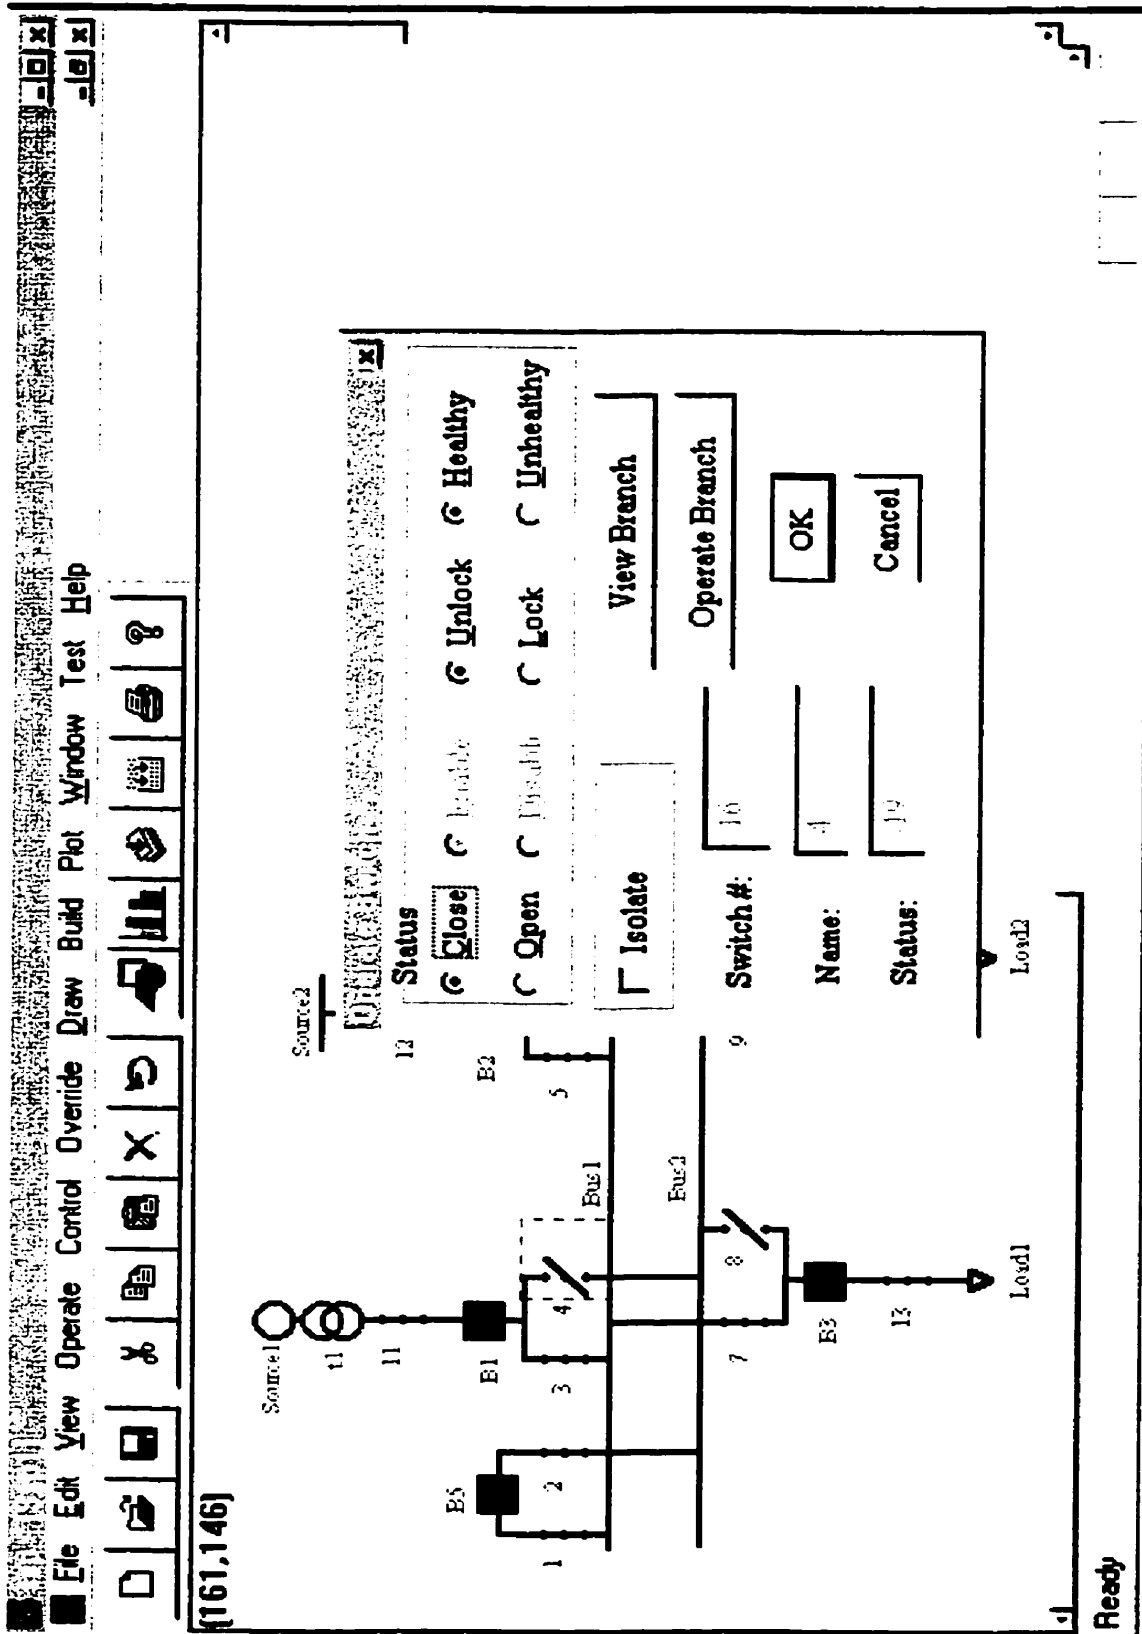 File Edit View Operate Control Override Draw Build Plot Window Test Help
(161,146)
Source1
Source2
t1
11
12
B5
B1
B2
1
2
3
4
5
Bus1
Bus2
7
8
9
B3
13
Load1
Load2
Status
Close
Unlock
Healthy
Open
Lock
Unhealthy
Isolate
View Branch
Operate Branch
Switch#:
16
Name:
4
Status:
OK
Cancel
Ready